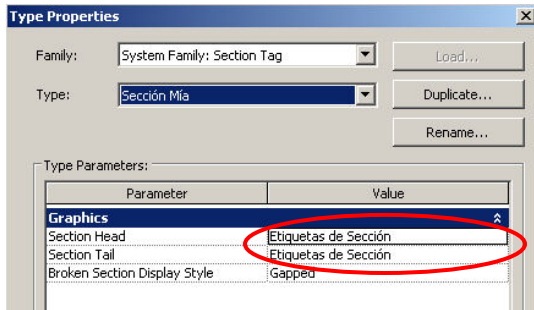 Type Properties
Family: System Family: Section Tag Load...
Type: Sección Mía Duplicate...
Rename...
Type Parameters:
Parameter Value
Graphics
Section Head Etiquetas de Sección
Section Tail Etiquetas de Sección
Broken Section Display Style Gapped